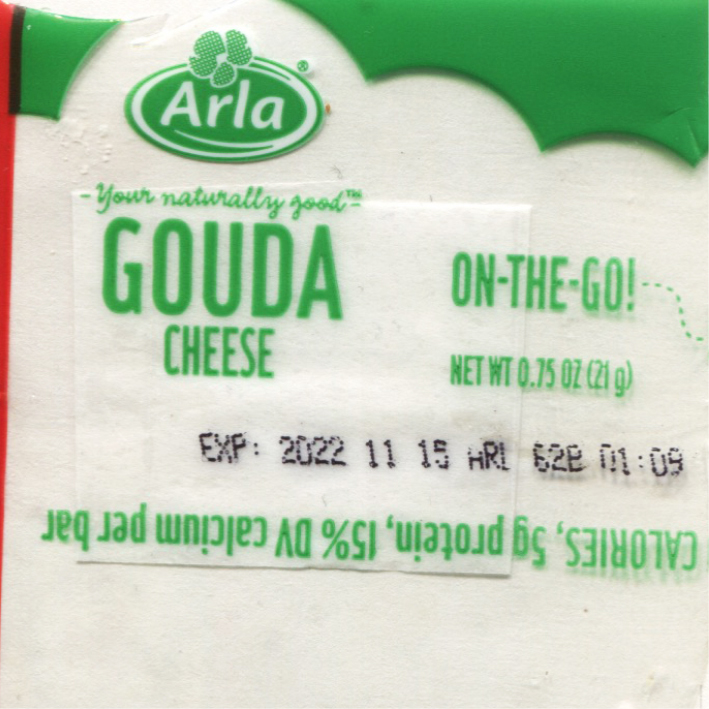 Arla®
- Your naturally good™ -
GOUDA
CHEESE
ON-THE-GO!
NET WT 0.75 OZ (21 g)
EXP: 2022 11 15 ARL 62B 01:09
CALORIES, 5g protein, 15% DV calcium per bar